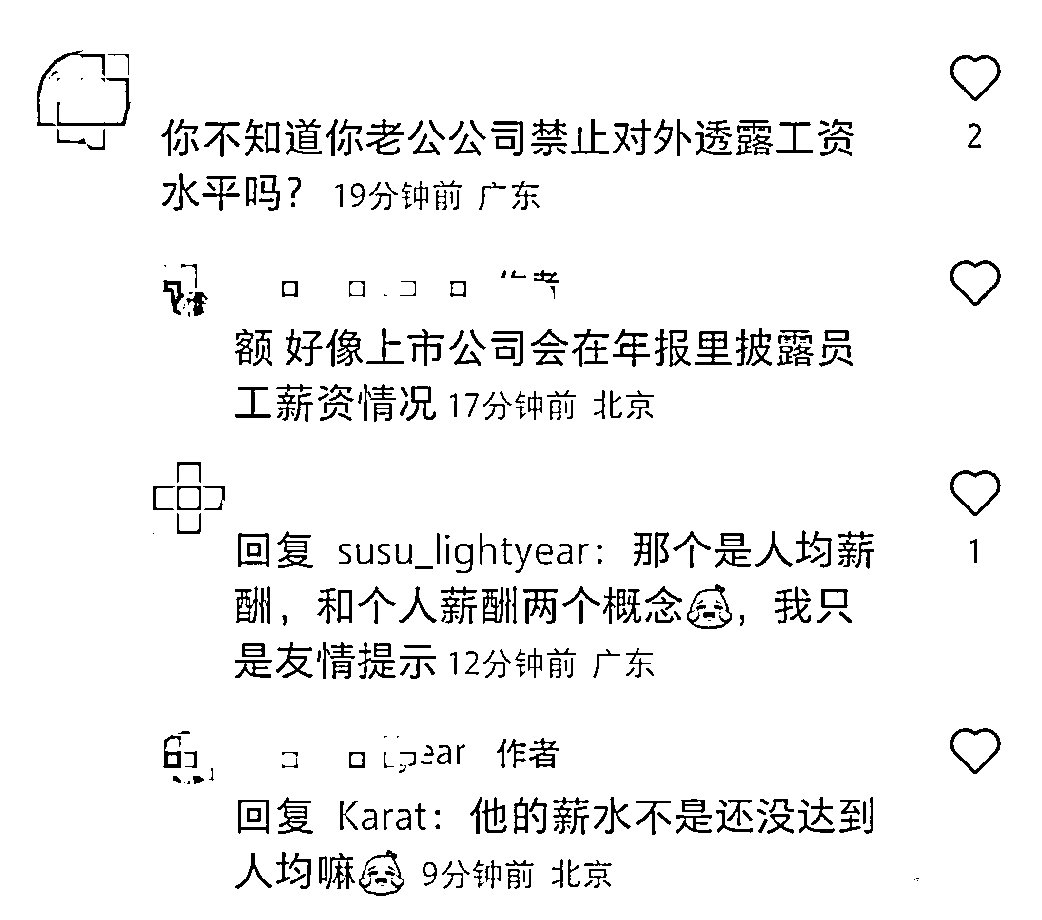 你不知道你老公公司禁止对外透露工资
2
水平吗？ 19分钟前 广东
作者
额 好像上市公司会在年报里披露员
工薪资情况 17分钟前 北京
回复 susu_lightyear：那个是人均薪
1
酬，和个人薪酬两个概念，我只
是友情提示 12分钟前 广东
ear 作者
回复 Karat：他的薪水不是还没达到
人均嘛 9分钟前 北京